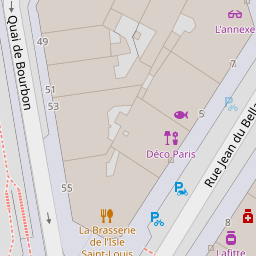 Quai de Bourbon
49
51
53
55
L'annexe
7
5
Déco Paris
Rue Jean du Bell
La Brasserie
de l'Isle
Saint-Louis
Lafitte